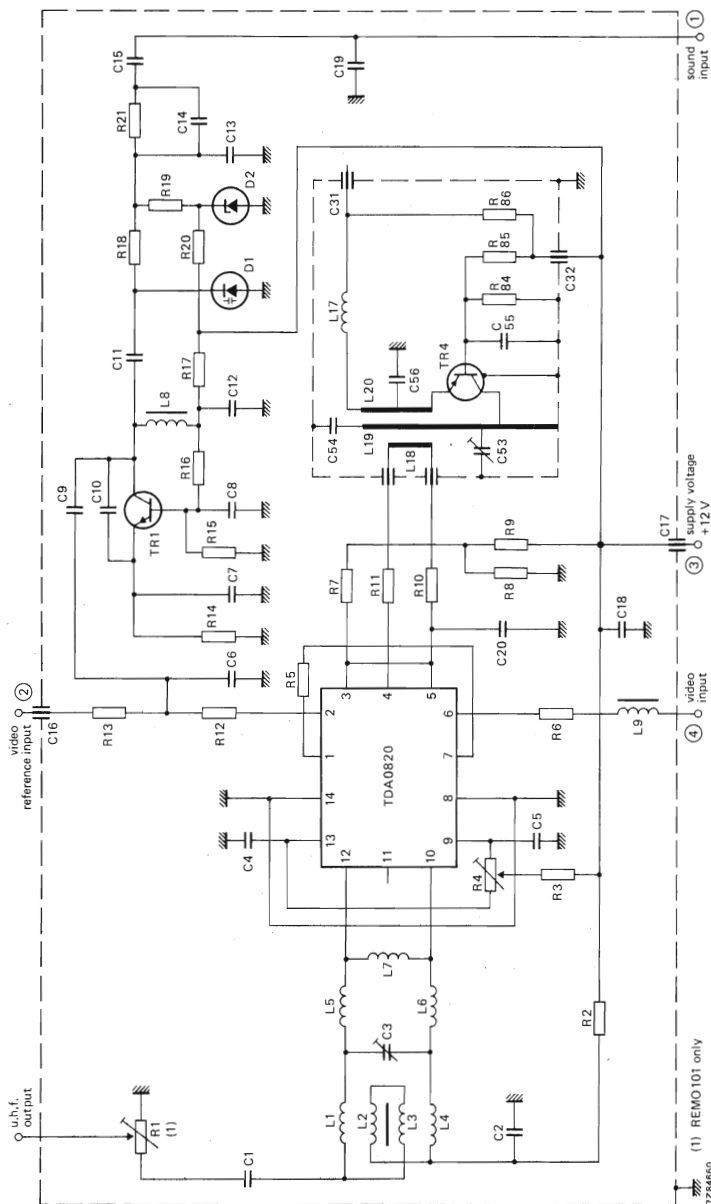 u.h.f.
output
R1
(1)
C1
L1
L2
L3
L4
C2
C3
L5
L6
L7
R2
C4
13
14
1
2
12
11
10
TDA0820
3
4
5
9
8
7
6
R4
C5
R3
R5
video
reference input
2
C16
R13
R12
C6
R14
C7
R15
C8
TR1
C9
C10
R16
L8
C12
R17
C11
D1
R18
R20
R19
D2
C13
C14
R21
C15
C19
sound
input
1
R7
R11
R10
R8
R9
C20
C18
C17
supply voltage
+12 V
3
R6
L9
video
input
4
L18
L19
L20
C53
C54
C56
TR4
L17
C
55
R
84
R
85
R
86
C31
C32
(1) REMO101 only
7Z84660